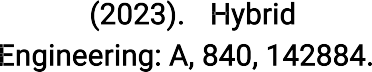 (2023). Hybrid
Engineering: A, 840, 142884.